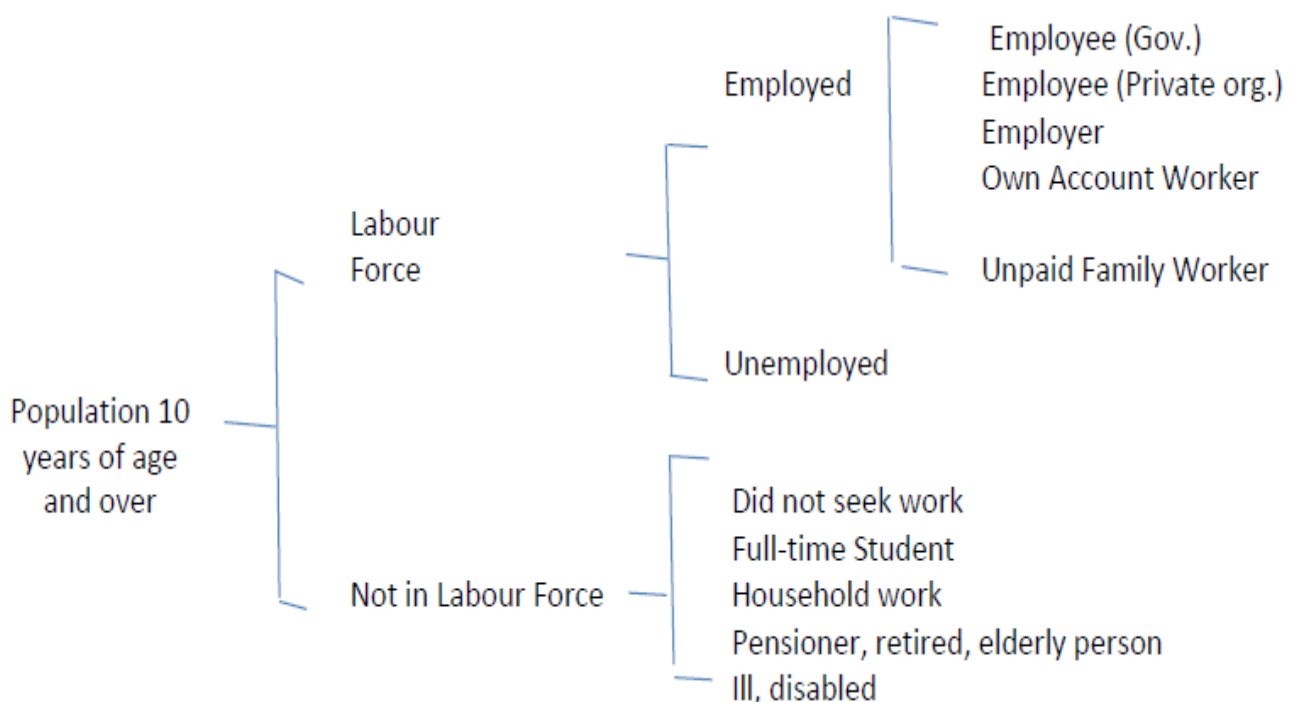 Population 10
years of age
and over
Labour
Force
Employed
Employee (Gov.)
Employee (Private org.)
Employer
Own Account Worker
Unpaid Family Worker
Unemployed
Not in Labour Force
Did not seek work
Full-time Student
Household work
Pensioner, retired, elderly person
Ill, disabled